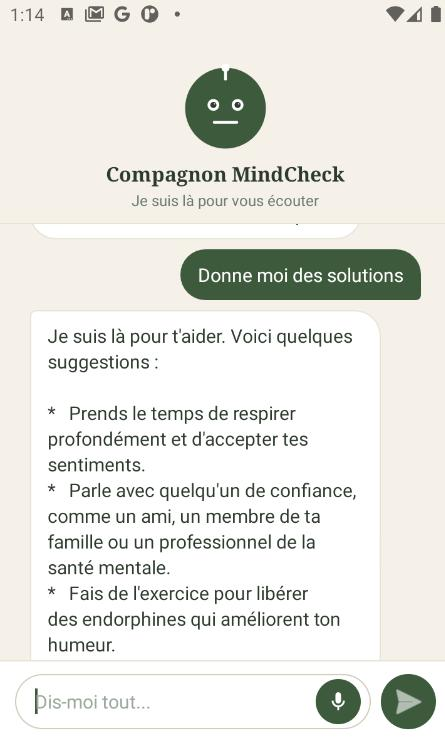 1:14
Compagnon MindCheck
Je suis là pour vous écouter
Donne moi des solutions
Je suis là pour t'aider. Voici quelques
suggestions :
* Prends le temps de respirer
profondément et d'accepter tes
sentiments.
* Parle avec quelqu'un de confiance,
comme un ami, un membre de ta
famille ou un professionnel de la
santé mentale.
* Fais de l'exercice pour libérer
des endorphines qui améliorent ton
humeur.
Dis-moi tout...